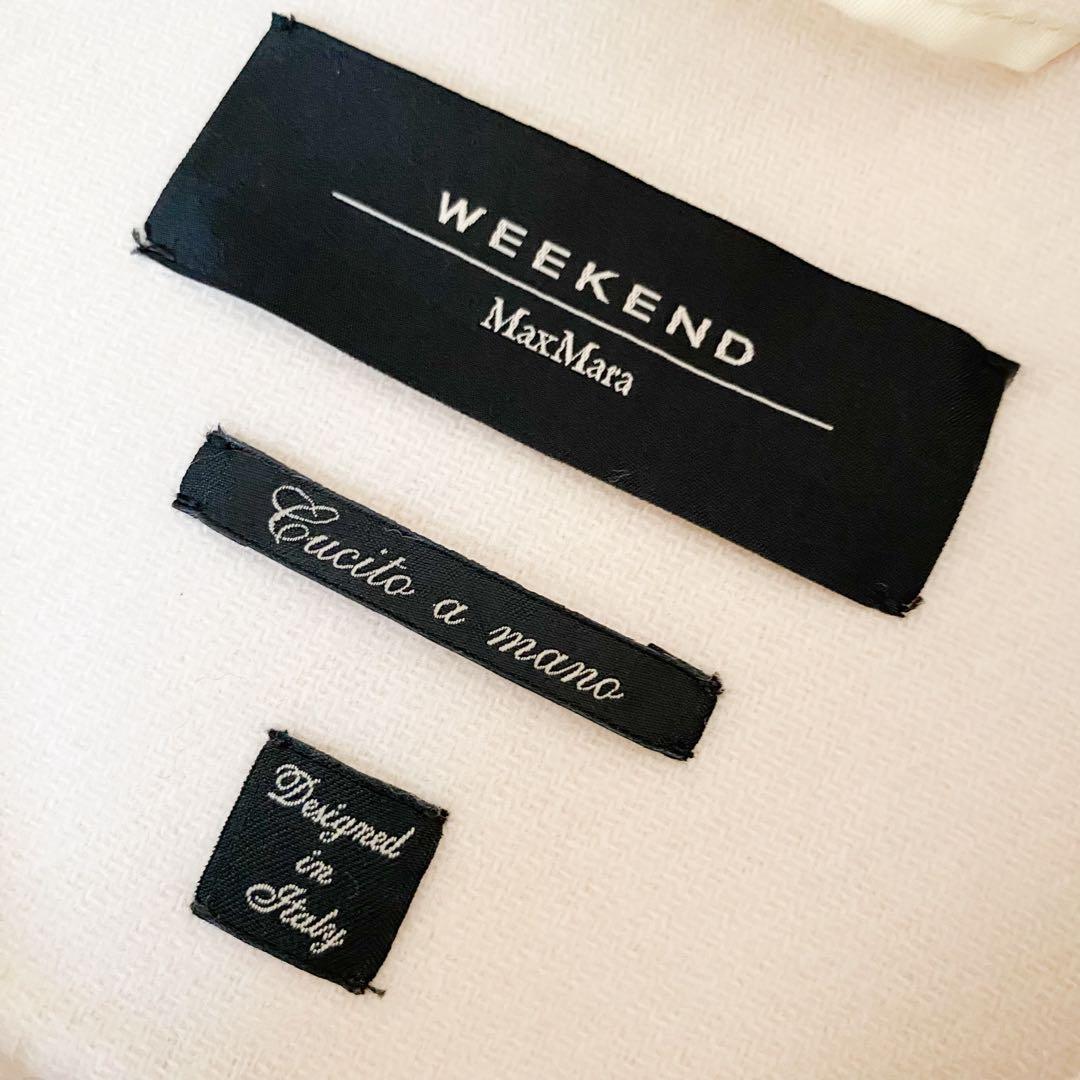 WEEKEND
MaxMara
Cucito a mano
Designed
in
Italy